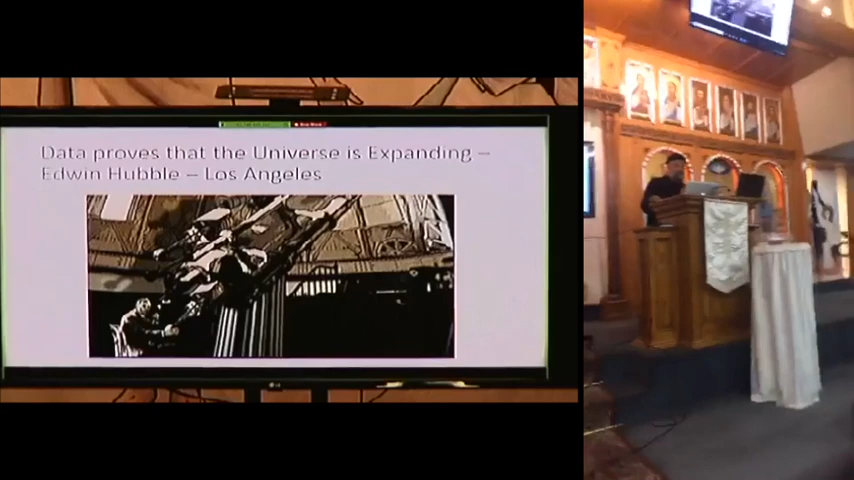 Data proves that the Universe is Expanding –
Edwin Hubble – Los Angeles